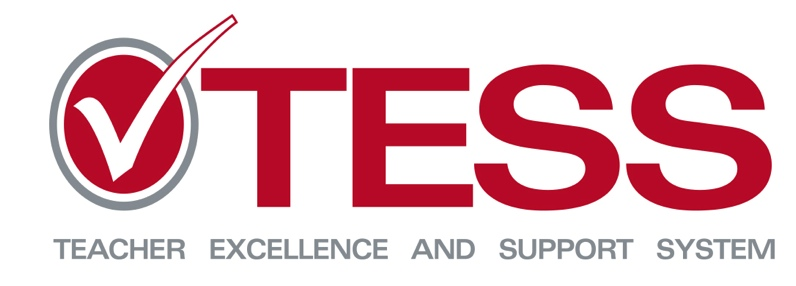 TESS
TEACHER EXCELLENCE AND SUPPORT SYSTEM